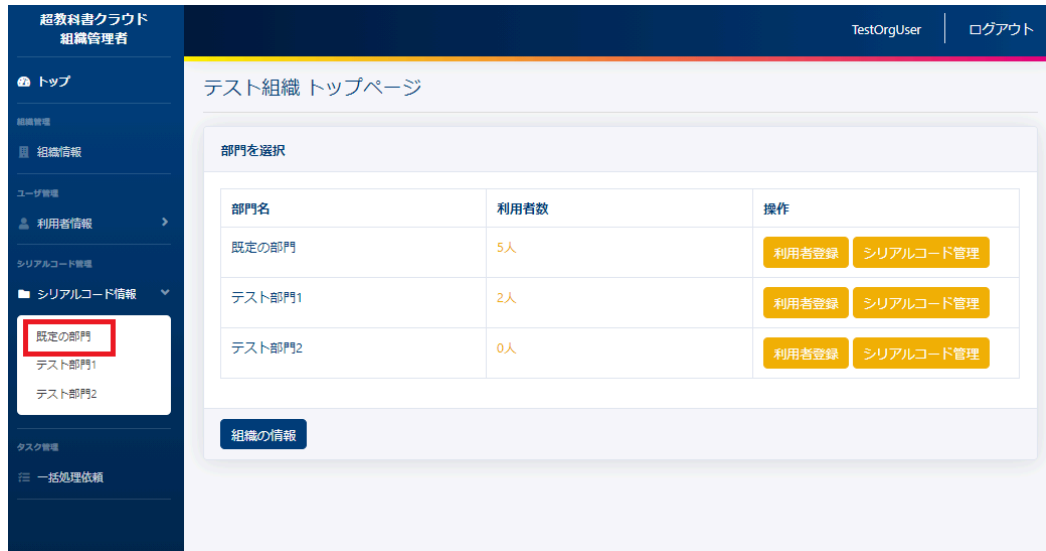 超教科書クラウド
組織管理者
TestOrgUser
ログアウト
トップ
組織管理
組織情報
ユーザ管理
利用者情報
シリアルコード管理
シリアルコード情報
既定の部門
テスト部門1
テスト部門2
タスク管理
一括処理依頼
テスト組織 トップページ
部門を選択
部門名 利用者数 操作
既定の部門 5人 利用者登録 シリアルコード管理
テスト部門1 2人 利用者登録 シリアルコード管理
テスト部門2 0人 利用者登録 シリアルコード管理
組織の情報